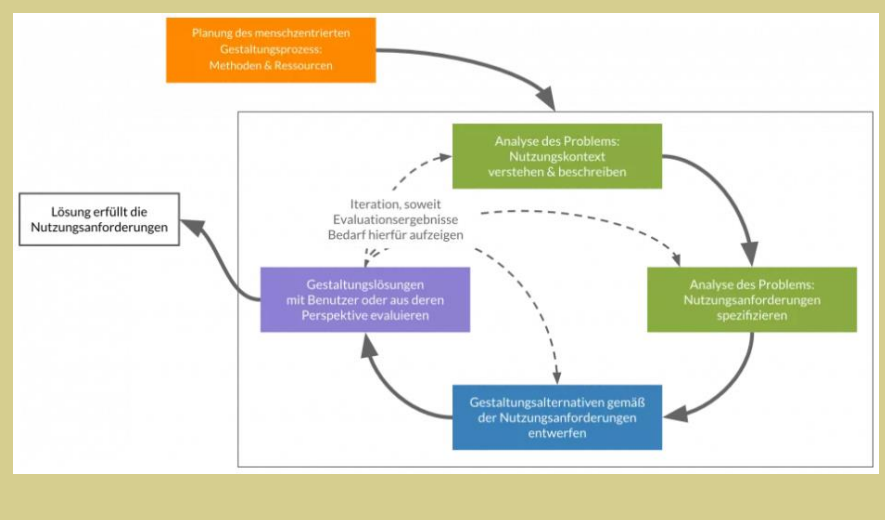 Planung des menschzentrierten
Gestaltungsprozess:
Methoden & Ressourcen
Analyse des Problems:
Nutzungskontext
verstehen & beschreiben
Iteration, soweit
Evaluationsergebnisse
Bedarf hierfür aufzeigen
Lösung erfüllt die
Nutzungsanforderungen
Gestaltungslösungen
mit Benutzer oder aus deren
Perspektive evaluieren
Analyse des Problems:
Nutzungsanforderungen
spezifizieren
Gestaltungsalternativen gemäß
der Nutzungsanforderungen
entwerfen